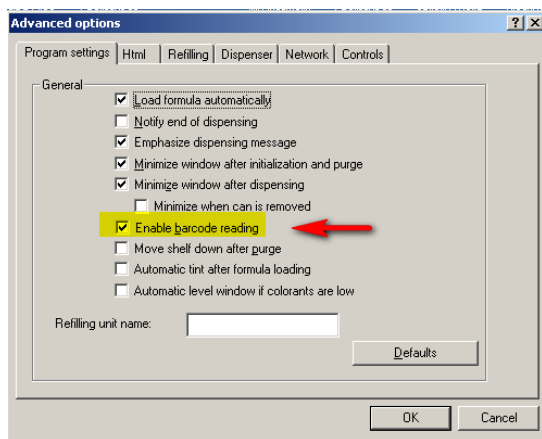 Advanced options
Program settings Html Refilling Dispenser Network Controls
General
Load formula automatically
Notify end of dispensing
Emphasize dispensing message
Minimize window after initialization and purge
Minimize window after dispensing
Minimize when can is removed
Enable barcode reading
Move shelf down after purge
Automatic tint after formula loading
Automatic level window if colorants are low
Refilling unit name:
Defaults
OK Cancel